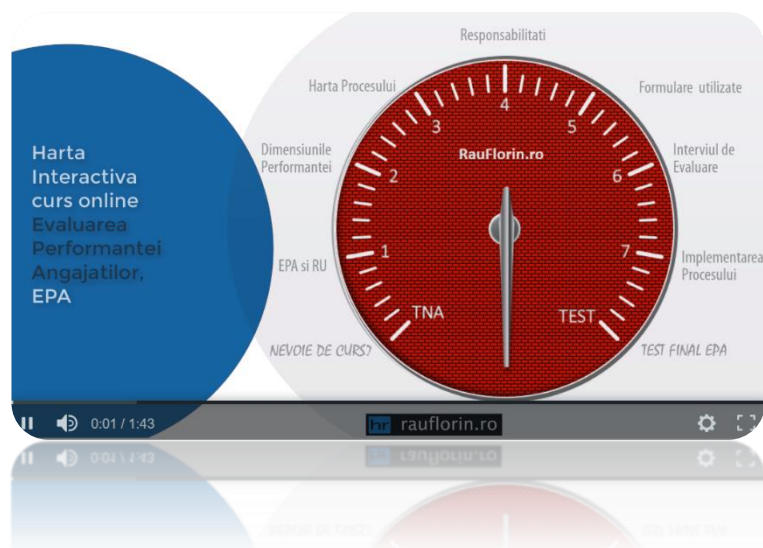 Harta
Interactiva
curs online
Evaluarea
Performantei
Angajatilor,
EPA
Responsabilitati
Harta Procesului
Formulare utilizate
Dimensiunile
Performantei
Interviul de
Evaluare
EPA si RU
Implementarea
Procesului
NEVOIE DE CURS?
TEST FINAL EPA
TNA
1
2
3
4
5
6
7
TEST
RauFlorin.ro
0:01 / 1:43
hr rauflorin.ro